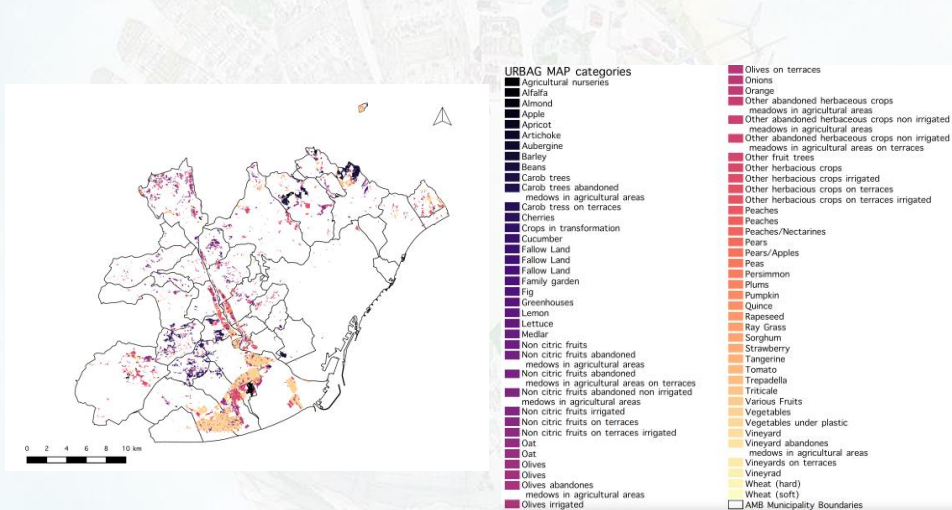 URBAG MAP categories
Agricultural nurseries
Alfalfa
Almond
Apple
Apricot
Artichoke
Aubergine
Barley
Beans
Carob trees
Carob trees abandoned
medows in agricultural areas
Carob tress on terraces
Cherries
Crops in transformation
Cucumber
Fallow Land
Fallow Land
Fallow Land
Family garden
Fig
Greenhouses
Lemon
Lettuce
Medlar
Non citric fruits
Non citric fruits abandoned
medows in agricultural areas
Non citric fruits abandoned
medows in agricultural areas on terraces
Non citric fruits abandoned non irrigated
medows in agricultural areas
Non citric fruits irrigated
Non citric fruits on terraces
Non citric fruits on terraces irrigated
Oat
Oat
Olives
Olives
Olives abandones
medows in agricultural areas
Olives irrigated
Olives on terraces
Onions
Orange
Other abandoned herbaceous crops
meadows in agricultural areas
Other abandoned herbaceous crops non irrigated
meadows in agricultural areas
Other abandoned herbaceous crops non irrigated
meadows in agricultural areas on terraces
Other fruit trees
Other herbacious crops
Other herbacious crops irrigated
Other herbacious crops on terraces
Other herbacious crops on terraces irrigated
Peaches
Peaches
Peaches/Nectarines
Pears
Pears/Apples
Peas
Persimmon
Plums
Pumpkin
Quince
Rapeseed
Ray Grass
Sorghum
Strawberry
Tangerine
Tomato
Trepadella
Triticale
Various Fruits
Vegetables
Vegetables under plastic
Vineyard
Vineyard abandones
medows in agricultural areas
Vineyards on terraces
Vineyrad
Wheat (hard)
Wheat (soft)
AMB Municipality Boundaries
0 2 4 6 8 10 km